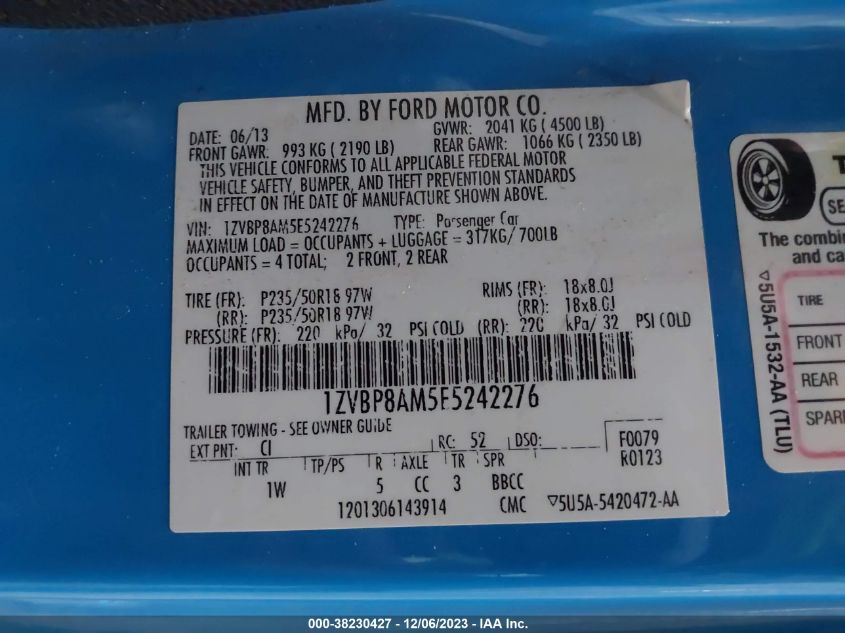 MFD. BY FORD MOTOR CO.
DATE: 06/13 GVWR: 2041 KG ( 4500 LB)
FRONT GAWR: 993 KG ( 2190 LB) REAR GAWR: 1066 KG ( 2350 LB)
THIS VEHICLE CONFORMS TO ALL APPLICABLE FEDERAL MOTOR
VEHICLE SAFETY, BUMPER, AND THEFT PREVENTION STANDARDS
IN EFFECT ON THE DATE OF MANUFACTURE SHOWN ABOVE.
VIN: 1ZVBP8AM5E5242276 TYPE: Passenger Car
MAXIMUM LOAD = OCCUPANTS + LUGGAGE = 317KG/ 700LB
OCCUPANTS = 4 TOTAL; 2 FRONT, 2 REAR
TIRE (FR): P235/50R18 97W RIMS (FR): 18x8.0J
(RR): P235/50R18 97W (RR): 18x8.0J
PRESSURE (FR): 220 kPa/ 32 PSI COLD (RR): 220 kPa/ 32 PSI COLD
1ZVBP8AM5E5242276
TRAILER TOWING - SEE OWNER GUIDE
EXT PNT: CI RC: 52 DSO: F0079
INT TR TP/PS R AXLE TR SPR R0123
1W 5 CC 3 BBCC
1201306143914 CMC ▽5U5A-5420472-AA
T
SE
The combin
and ca
▽5U5A-1532-AA (TLU)
TIRE
FRONT
REAR
SPAR
000-38230427 - 12/06/2023 - IAA Inc.